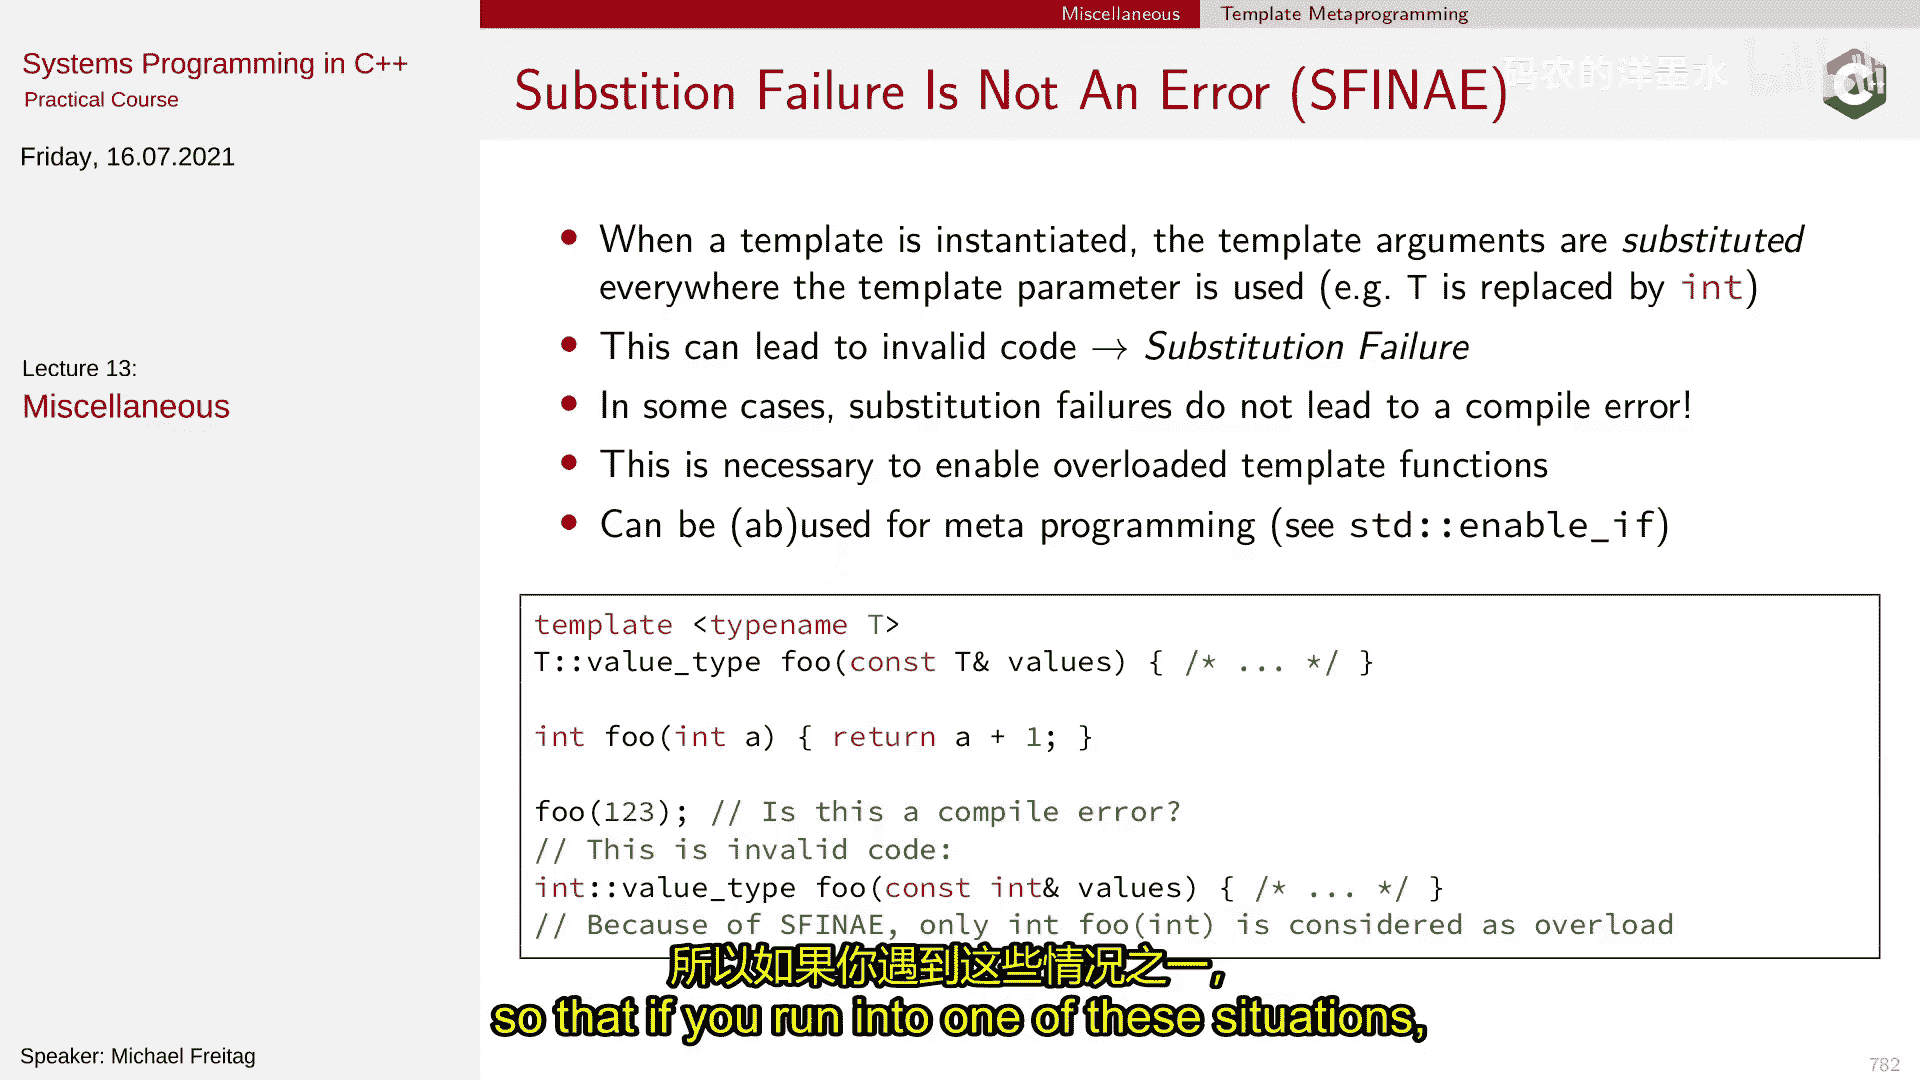 Miscellaneous
Template Metaprogramming
Systems Programming in C++
Practical Course
Friday, 16.07.2021
Lecture 13:
Miscellaneous
Speaker: Michael Freitag
Substition Failure Is Not An Error (SFINAE)
码农的洋墨水
• When a template is instantiated, the template arguments are substituted
everywhere the template parameter is used (e.g. T is replaced by int)
• This can lead to invalid code → Substitution Failure
• In some cases, substitution failures do not lead to a compile error!
• This is necessary to enable overloaded template functions
• Can be (ab)used for meta programming (see std::enable_if)
template <typename T>
T::value_type foo(const T& values) { /* ... */ }
int foo(int a) { return a + 1; }
foo(123); // Is this a compile error?
// This is invalid code:
int::value_type foo(const int& values) { /* ... */ }
// Because of SFINAE, only int foo(int) is considered as overload
所以如果你遇到这些情况之一,
so that if you run into one of these situations,
782